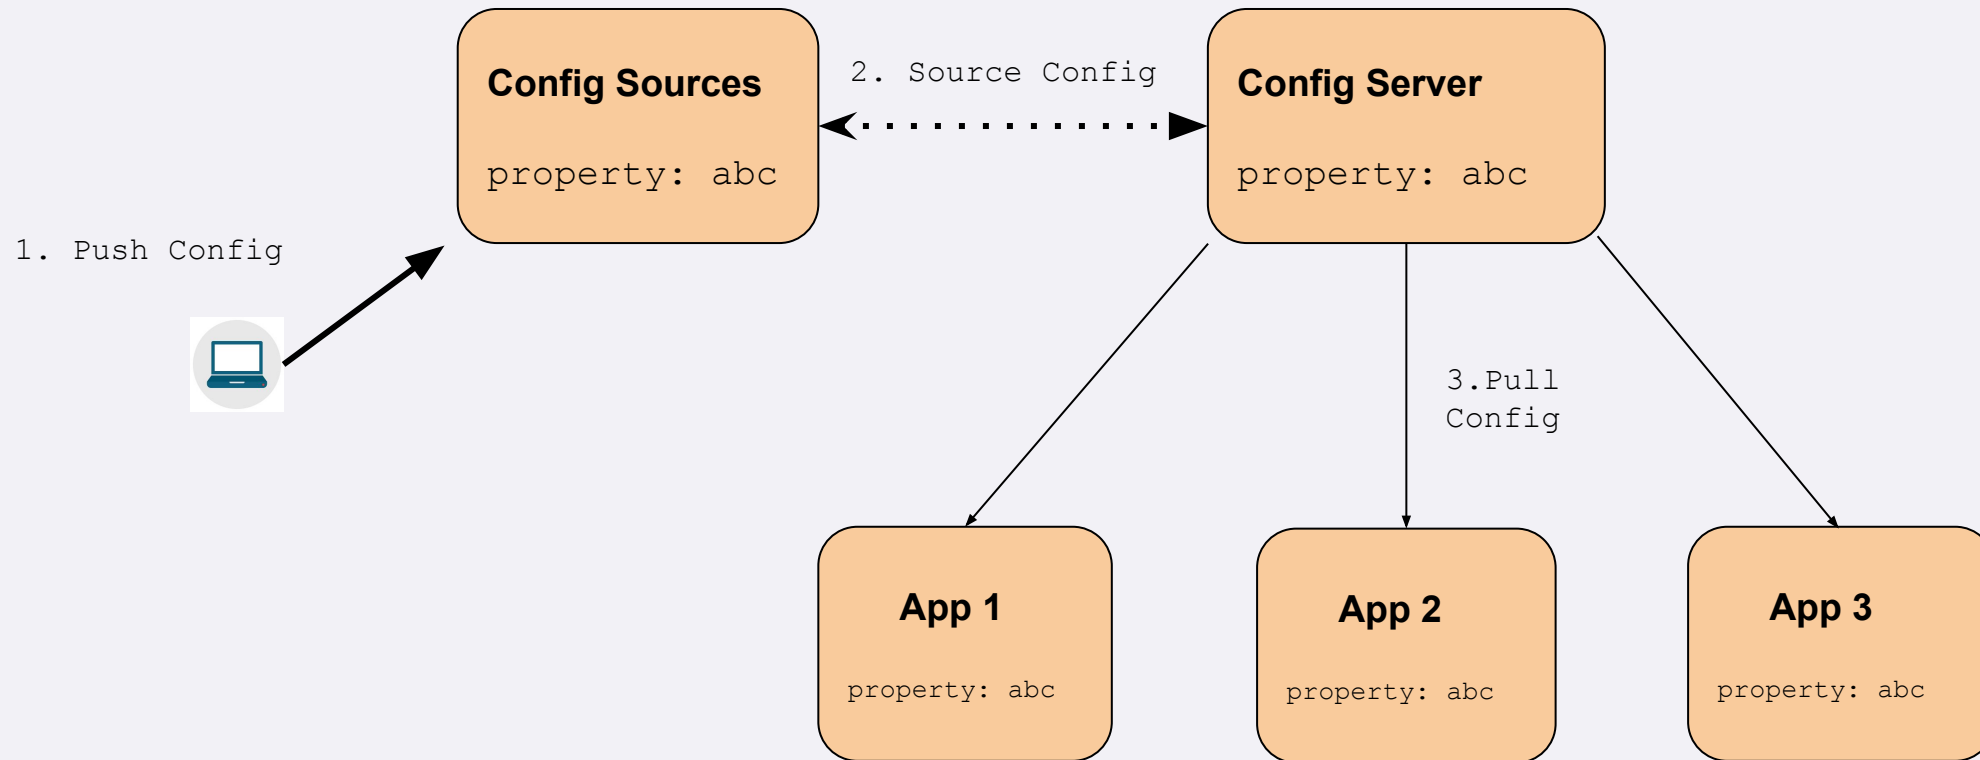 Config Sources
property: abc
2. Source Config
Config Server
property: abc
1. Push Config
3.Pull
Config
App 1
property: abc
App 2
property: abc
App 3
property: abc